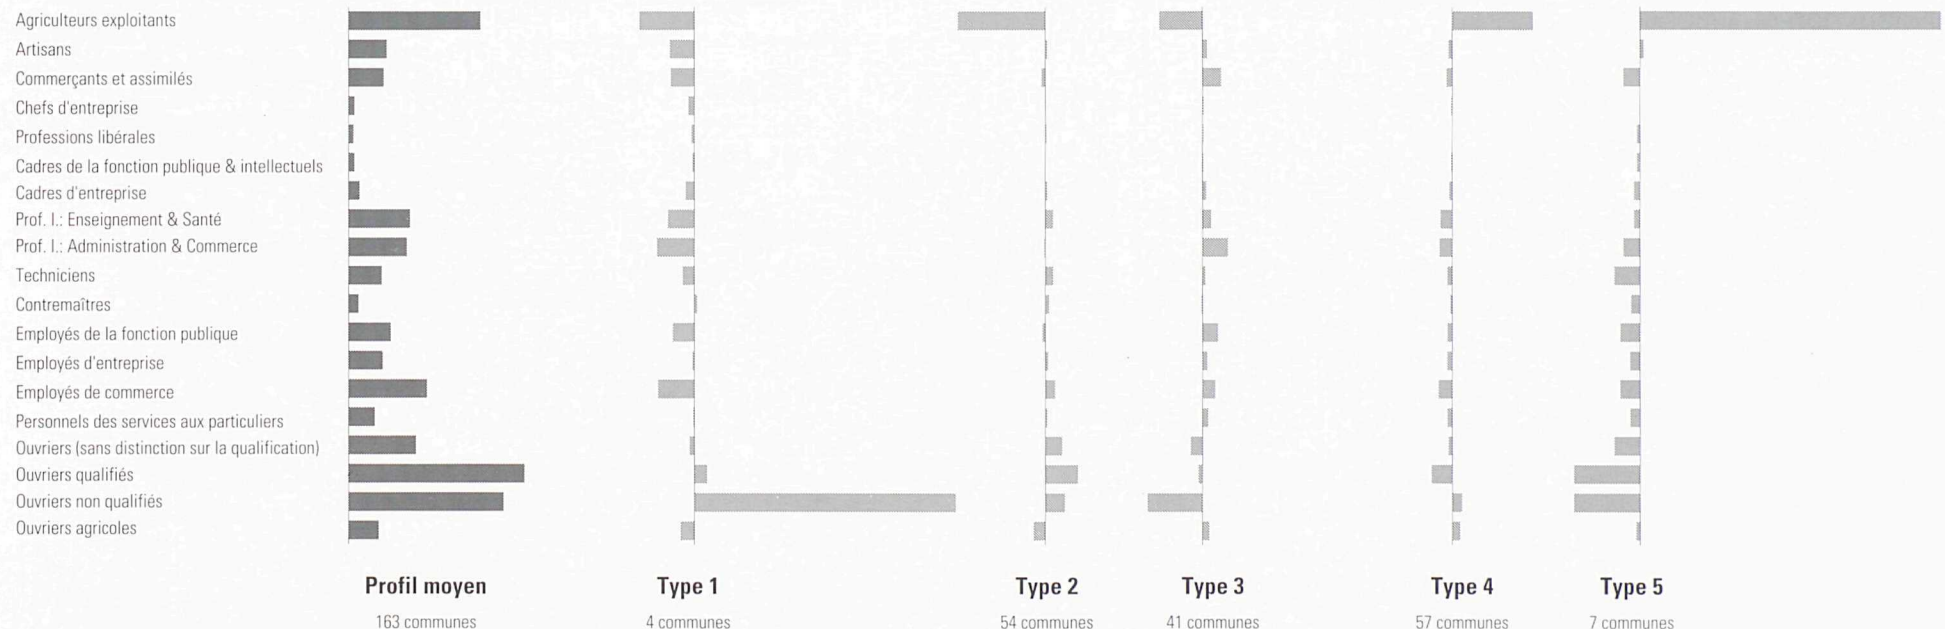 Agriculteurs exploitants
Artisans
Commerçants et assimilés
Chefs d'entreprise
Professions libérales
Cadres de la fonction publique & intellectuels
Cadres d'entreprise
Prof. I.: Enseignement & Santé
Prof. I.: Administration & Commerce
Techniciens
Contremaîtres
Employés de la fonction publique
Employés d'entreprise
Employés de commerce
Personnels des services aux particuliers
Ouvriers (sans distinction sur la qualification)
Ouvriers qualifiés
Ouvriers non qualifiés
Ouvriers agricoles
Profil moyen Type 1 Type 2 Type 3 Type 4 Type 5
163 communes 4 communes 54 communes 41 communes 57 communes 7 communes